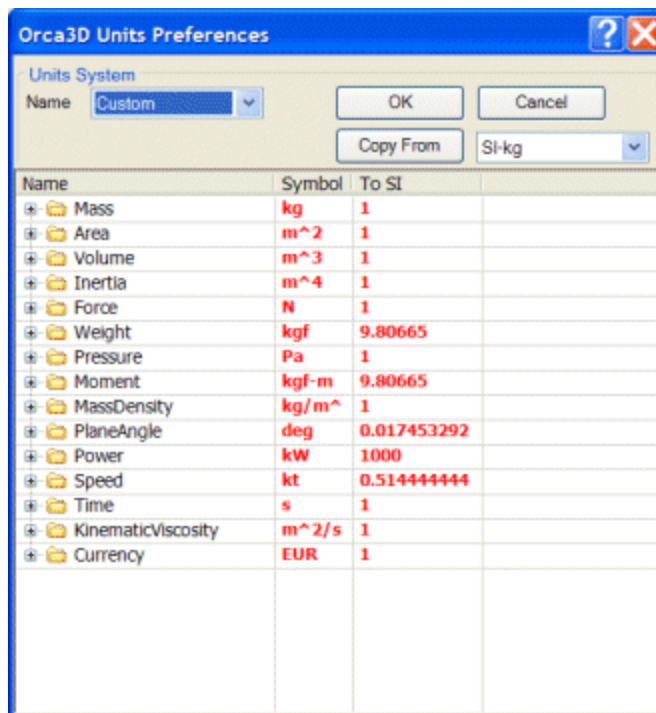 Orca3D Units Preferences
Units System
Name Custom OK Cancel
Copy From SI-kg
Name Symbol To SI
Mass kg 1
Area m^2 1
Volume m^3 1
Inertia m^4 1
Force N 1
Weight kgf 9.80665
Pressure Pa 1
Moment kgf-m 9.80665
MassDensity kg/m^ 1
PlaneAngle deg 0.017453292
Power kW 1000
Speed kt 0.514444444
Time s 1
KinematicViscosity m^2/s 1
Currency EUR 1